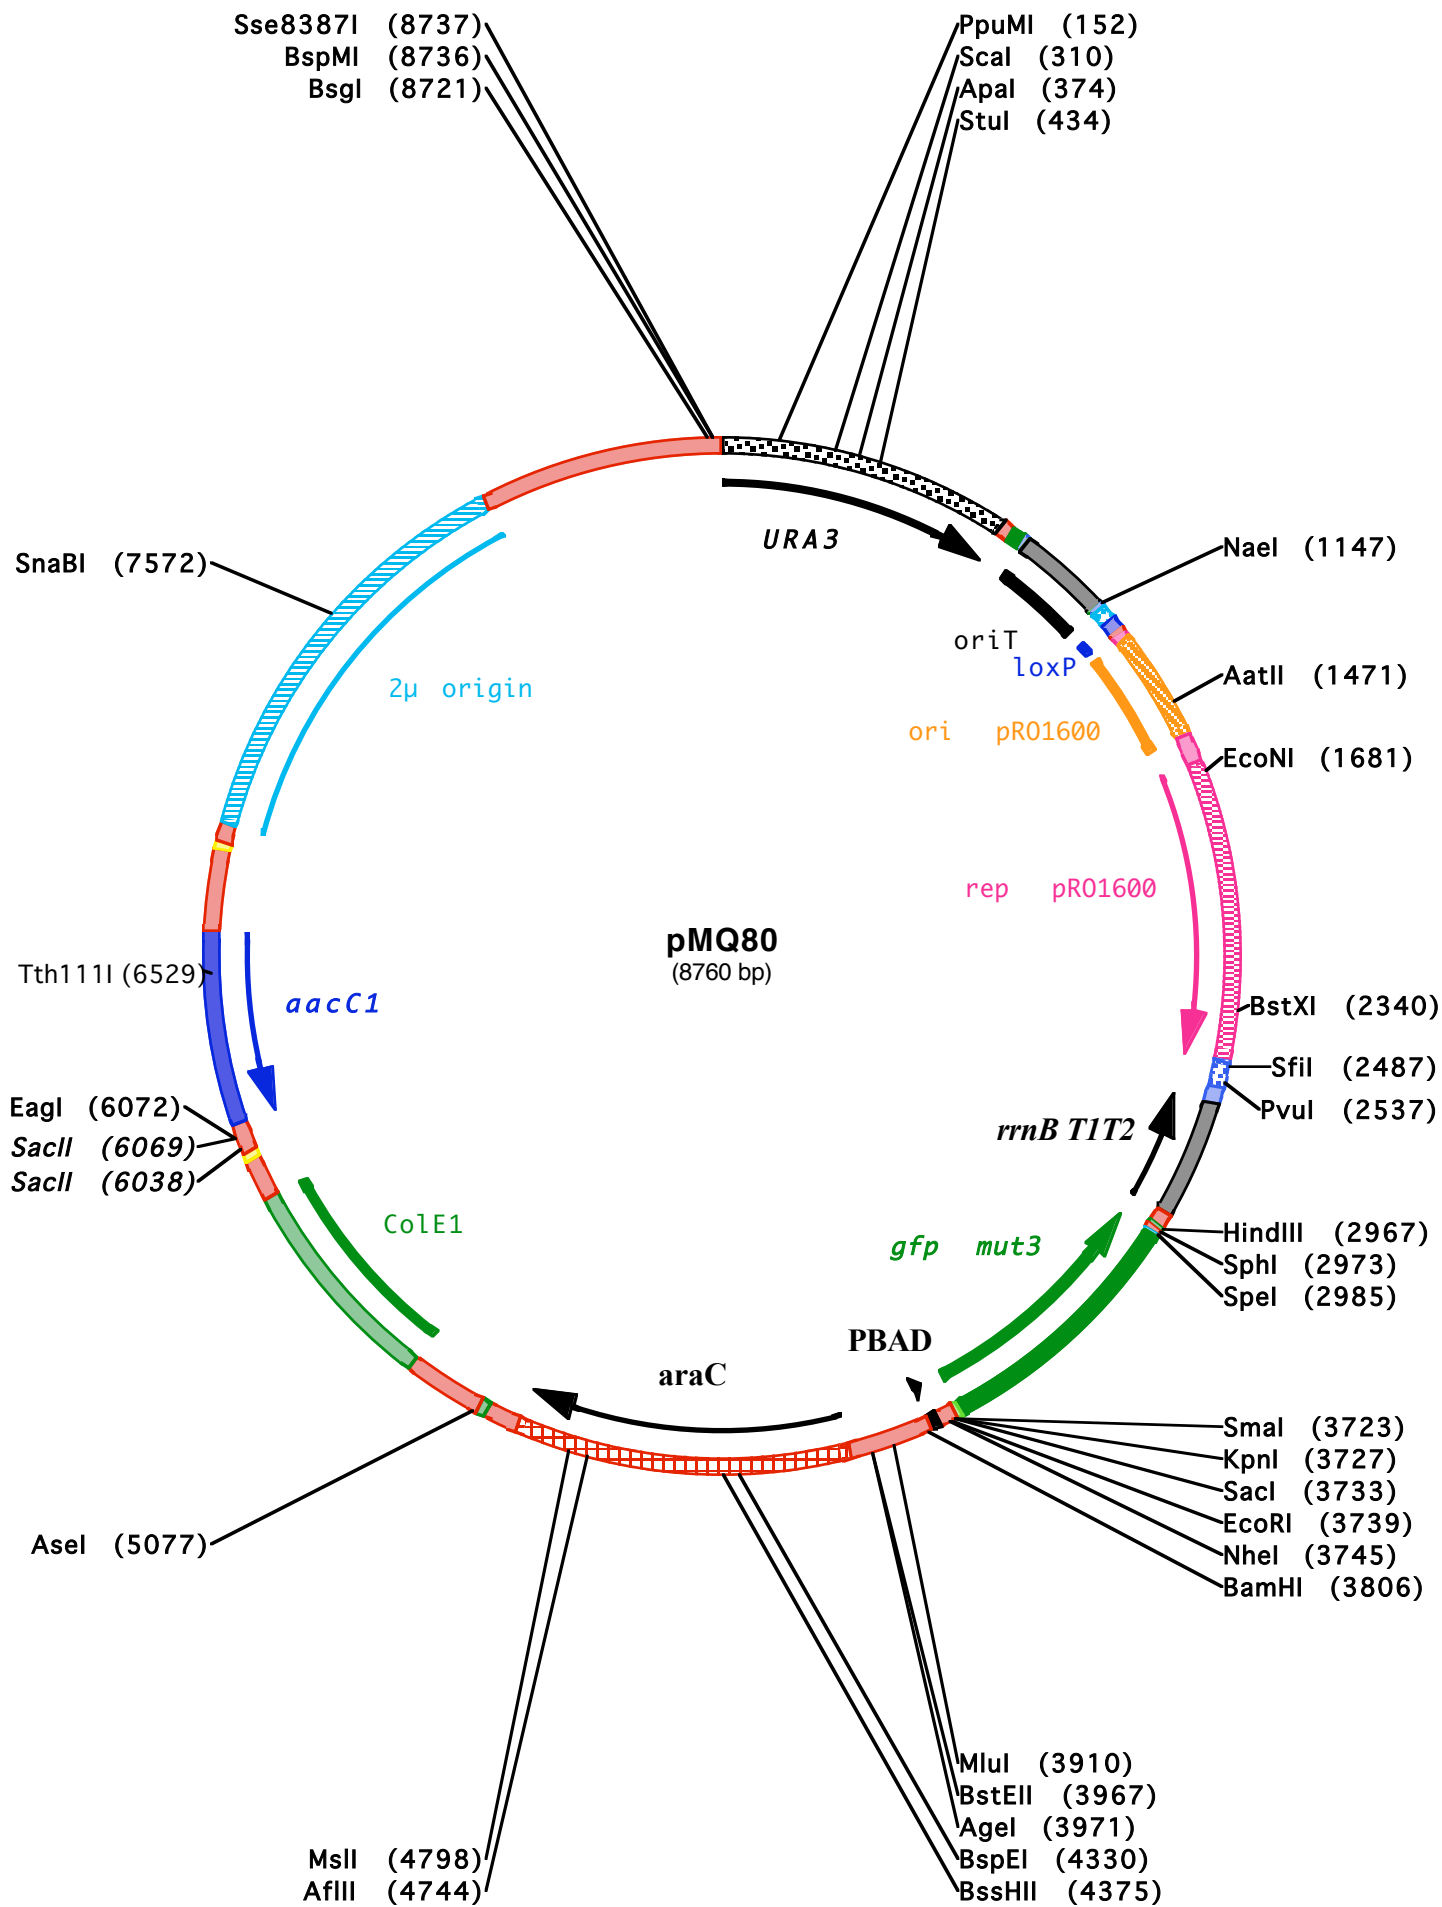 Sse8387I (8737)
BspMI (8736)
BsgI (8721)
PpuMI (152)
ScaI (310)
ApaI (374)
StuI (434)
URA3
NaeI (1147)
SnaBI (7572)
oriT
loxP
AatII (1471)
2µ origin
ori pRO1600
EcoNI (1681)
rep pRO1600
pMQ80
(8760 bp)
Tth111I (6529)
aacC1
BstXI (2340)
SfiI (2487)
PvuI (2537)
EagI (6072)
SacII (6069)
SacII (6038)
rrnB T1T2
ColE1
gfp mut3
HindIII (2967)
SphI (2973)
SpeI (2985)
PBAD
araC
SmaI (3723)
KpnI (3727)
SacI (3733)
EcoRI (3739)
NheI (3745)
BamHI (3806)
AseI (5077)
MluI (3910)
BstEII (3967)
AgeI (3971)
BspEI (4330)
BssHII (4375)
MslI (4798)
AflII (4744)